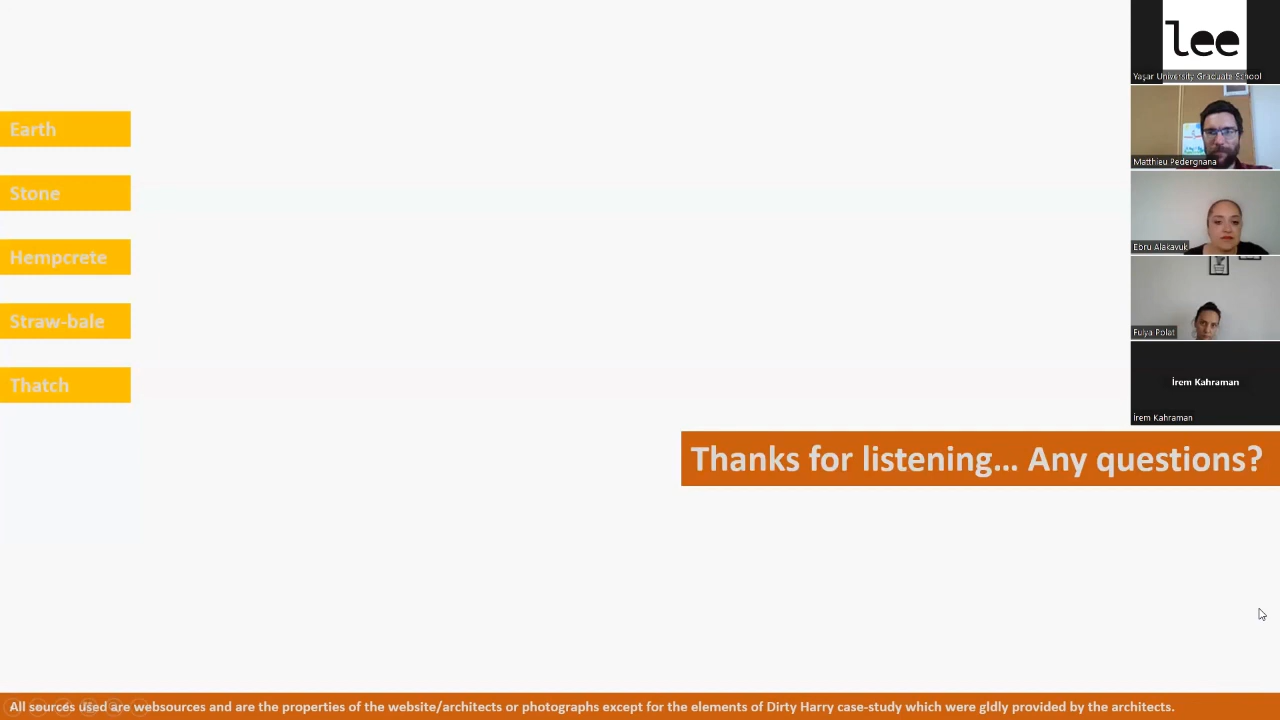 lee
Yaşar University Graduate School
Matthieu Pedergnana
Ebru Alakavuk
Fulya Polat
İrem Kahraman
İrem Kahraman
Earth
Stone
Hempcrete
Straw-bale
Thatch
Thanks for listening... Any questions?
All sources used are websources and are the properties of the website/architects or photographs except for the elements of Dirty Harry case-study which were gldly provided by the architects.